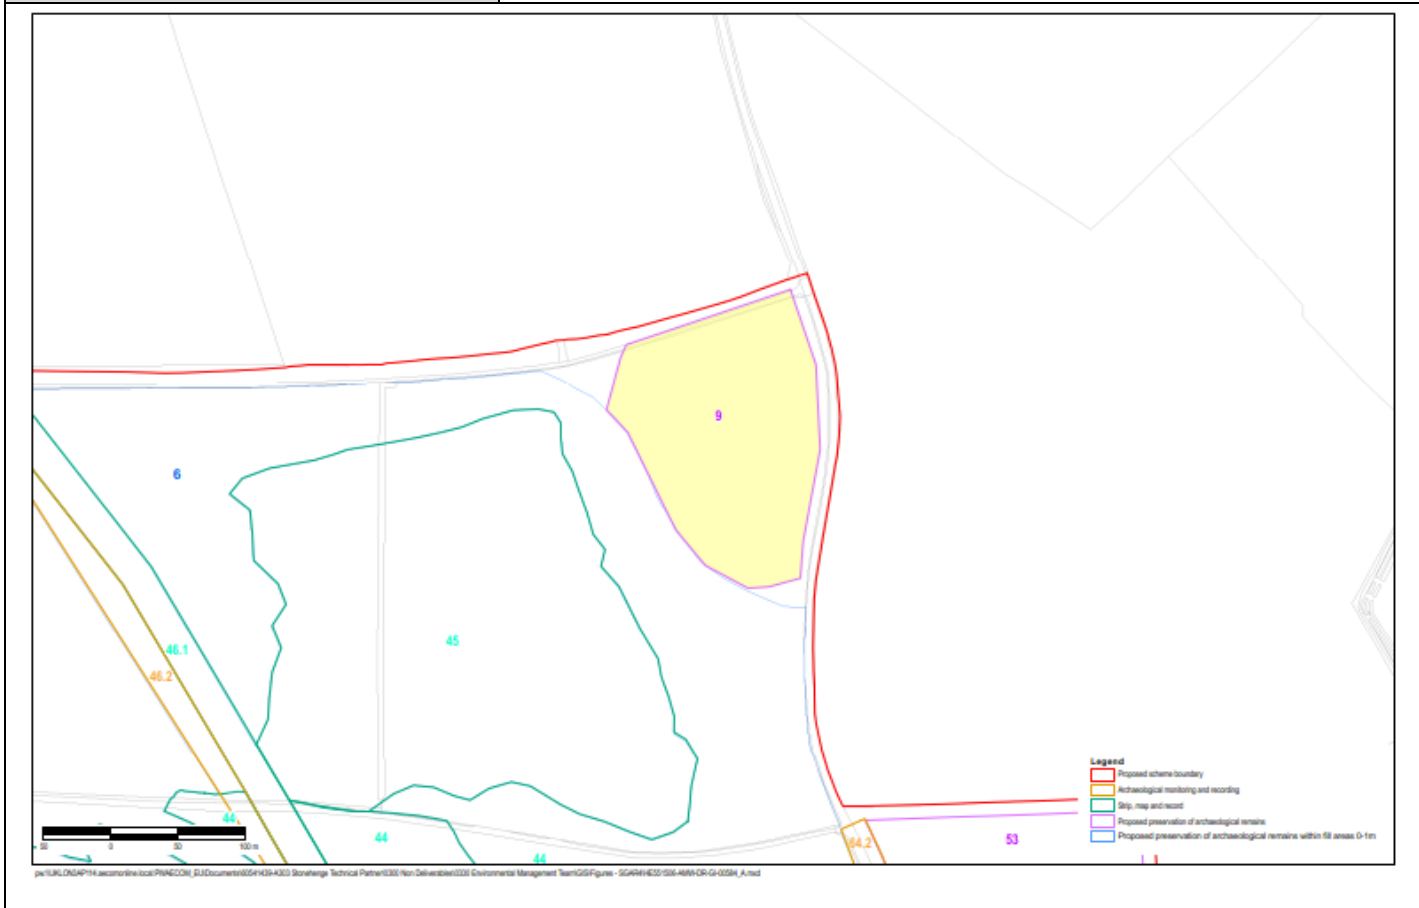 9
6
45
46.1
46.2
44
44
44
64.2
53
Legend
Proposed scheme boundary
Archaeological monitoring and recording
Strip, map and record
Proposed preservation of archaeological remains
Proposed preservation of archaeological remains within fill areas 0-1m
50 0 50 100 m